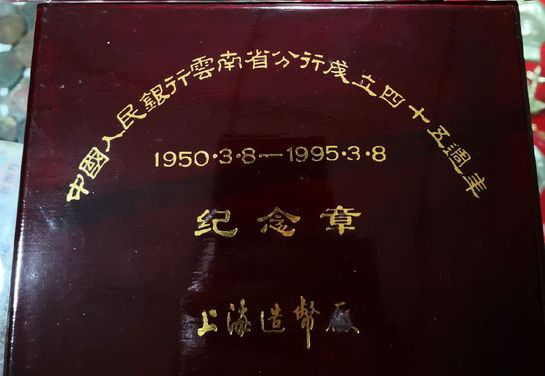 中國人民銀行雲南省分行成立四十五週年
1950·3·8—1995·3·8
纪念章
上海造幣厰